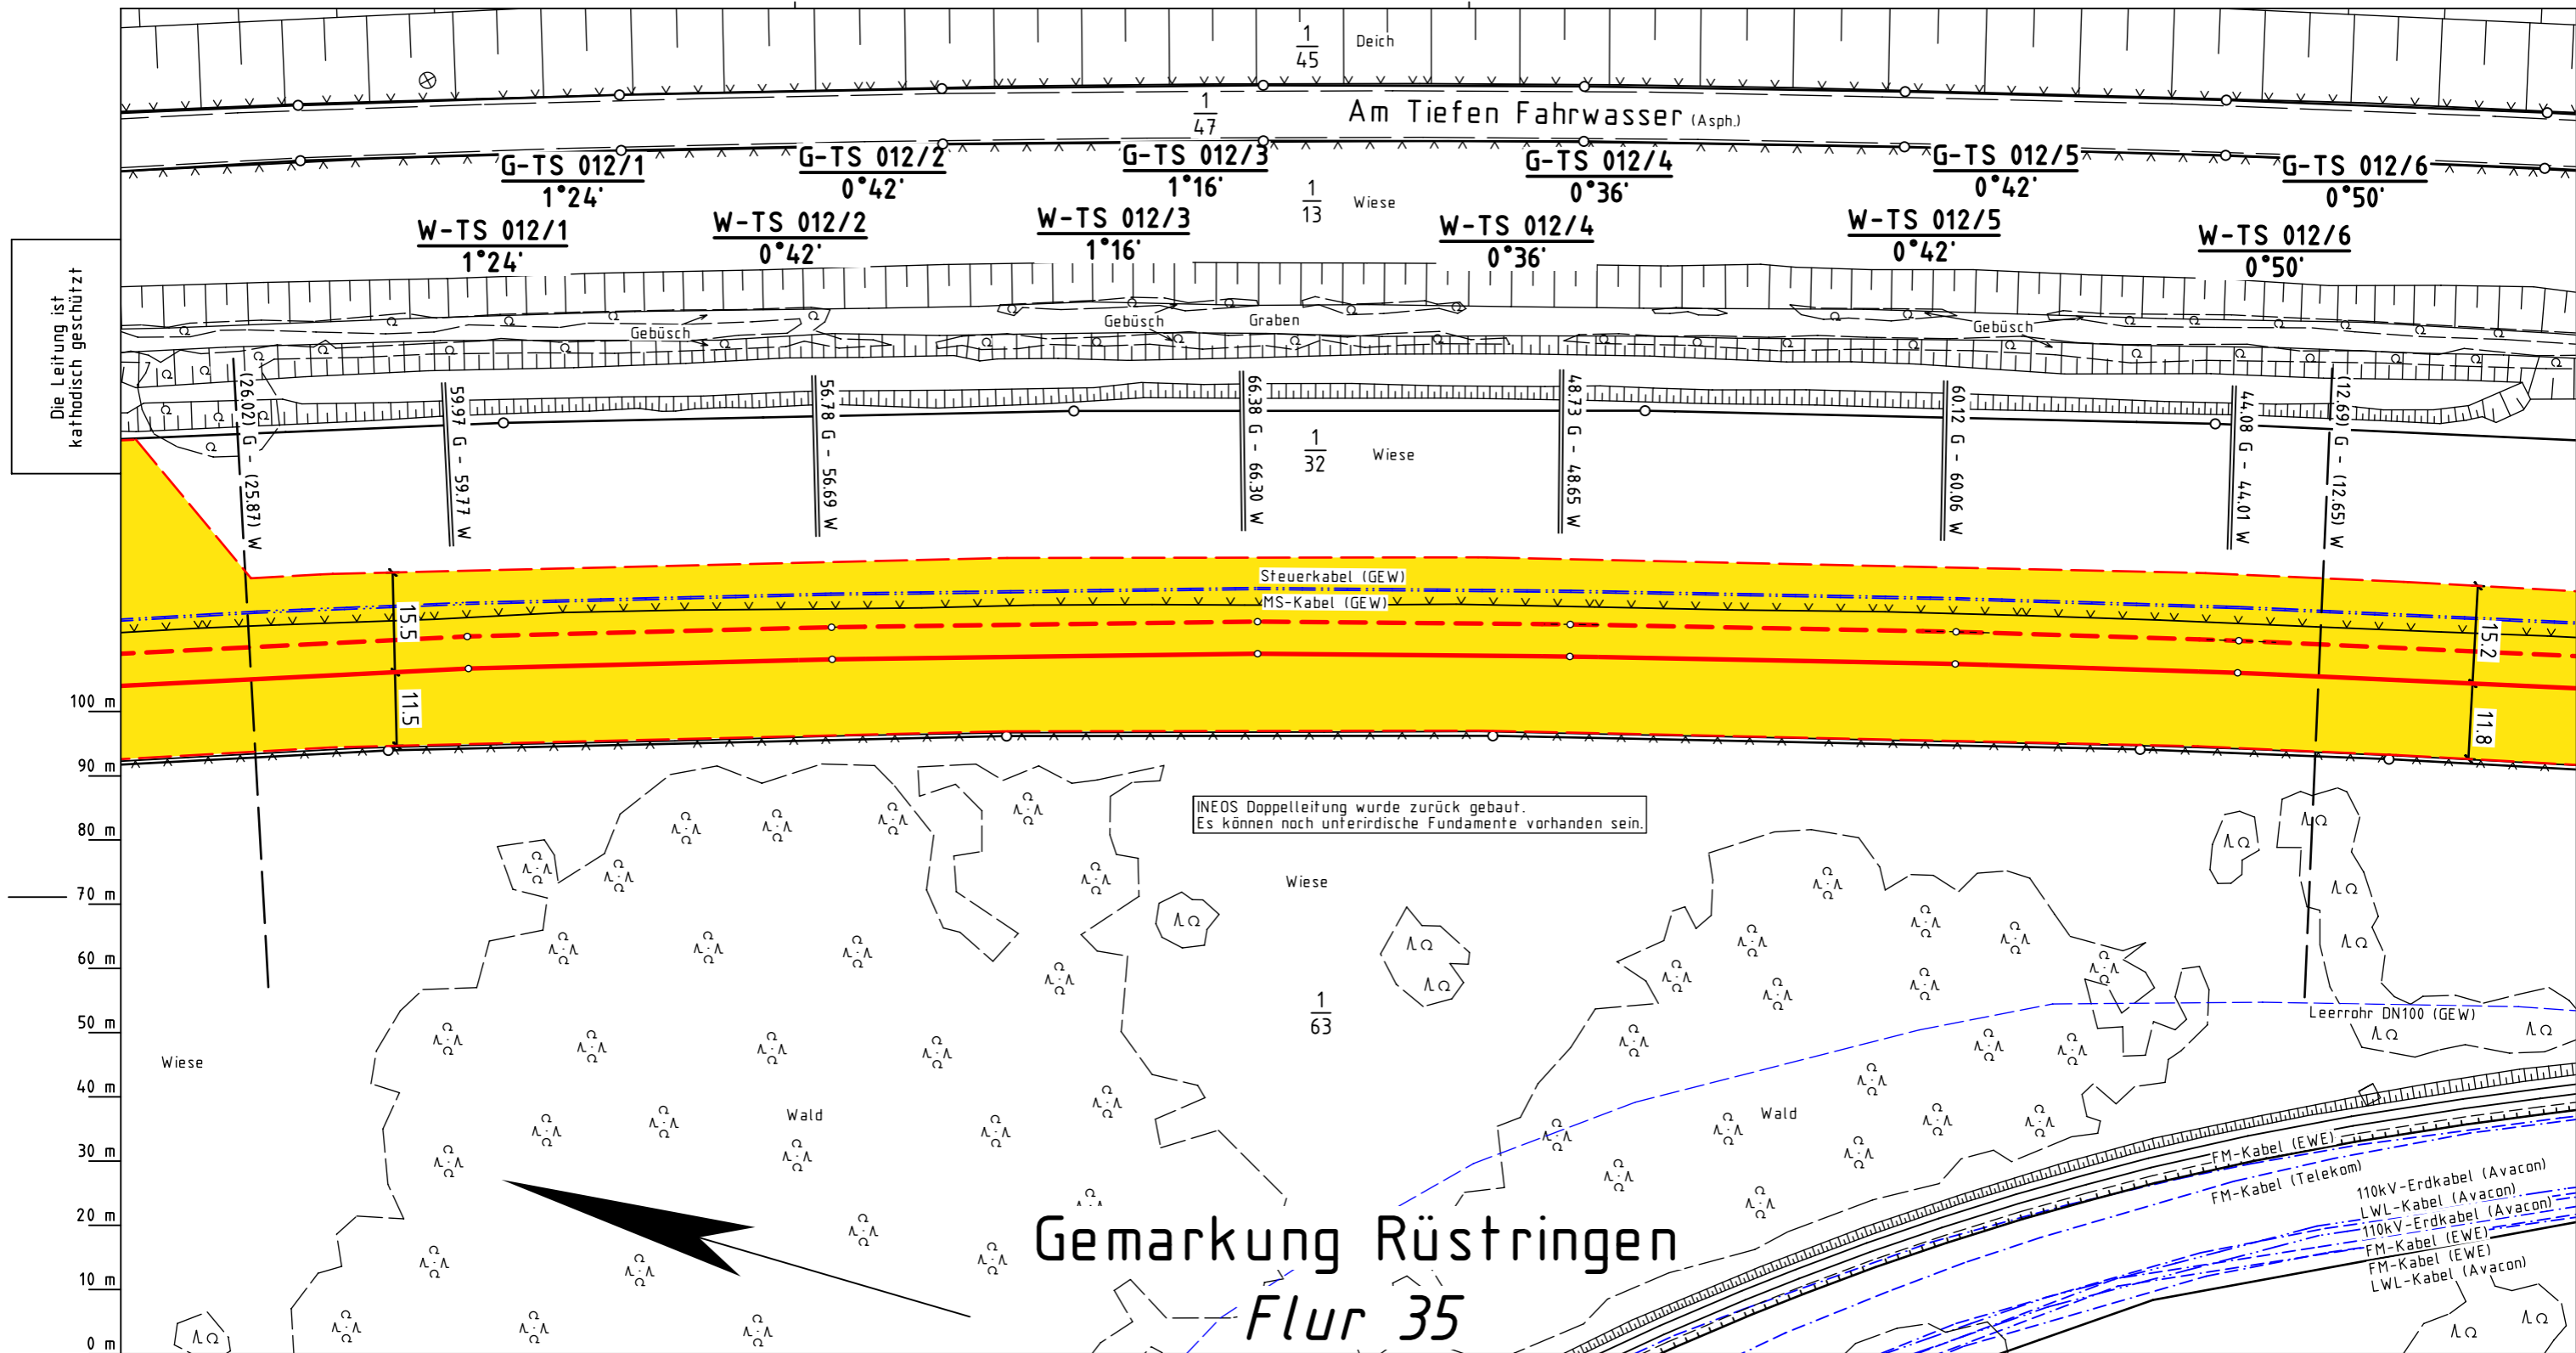 1
45
Deich
1
47
Am Tiefen Fahrwasser (Asph.)
G-TS 012/1
1°24'
G-TS 012/2
0°42'
G-TS 012/3
1°16'
G-TS 012/4
0°36'
G-TS 012/5
0°42'
G-TS 012/6
0°50'
1
13
Wiese
W-TS 012/1
1°24'
W-TS 012/2
0°42'
W-TS 012/3
1°16'
W-TS 012/4
0°36'
W-TS 012/5
0°42'
W-TS 012/6
0°50'
Die Leitung ist
kathodisch geschützt
Gebüsch
Gebüsch
Graben
Gebüsch
(26.02) G - (25.87) W
59.97 G - 59.77 W
56.78 G - 56.69 W
66.38 G - 66.30 W
48.73 G - 48.65 W
60.12 G - 60.06 W
44.08 G - 44.01 W
(12.69) G - (12.65) W
1
32
Wiese
Steuerkabel (GEW)
MS-Kabel (GEW)
15.5
11.5
15.2
11.8
100 m
90 m
80 m
70 m
60 m
50 m
40 m
30 m
20 m
10 m
0 m
INEOS Doppelleitung wurde zurück gebaut.
Es können noch unterirdische Fundamente vorhanden sein.
Wiese
1
63
Leerrohr DN100 (GEW)
Wiese
Wald
Wald
FM-Kabel (EWE)
FM-Kabel (Telekom)
110kV-Erdkabel (Avacon)
LWL-Kabel (Avacon)
110kV-Erdkabel (Avacon)
FM-Kabel (EWE)
FM-Kabel (EWE)
LWL-Kabel (Avacon)
Gemarkung Rüstringen
Flur 35